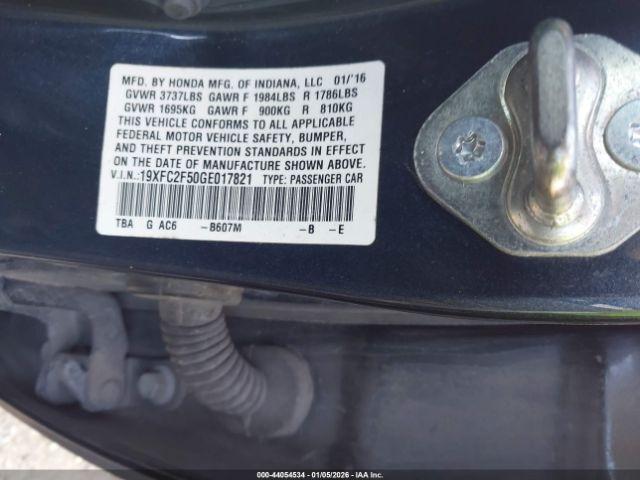 MFD. BY HONDA MFG. OF INDIANA, LLC 01/'16
GVWR 3737LBS GAWR F 1984LBS R 1786LBS
GVWR 1695KG GAWR F 900KG R 810KG
THIS VEHICLE CONFORMS TO ALL APPLICABLE
FEDERAL MOTOR VEHICLE SAFETY, BUMPER,
AND THEFT PREVENTION STANDARDS IN EFFECT
ON THE DATE OF MANUFACTURE SHOWN ABOVE.
V.I.N.:19XFC2F50GE017821 TYPE: PASSENGER CAR
TBA G AC6 -B607M -B -E
000-44054534 | 01/05/2026 | IAA Inc.